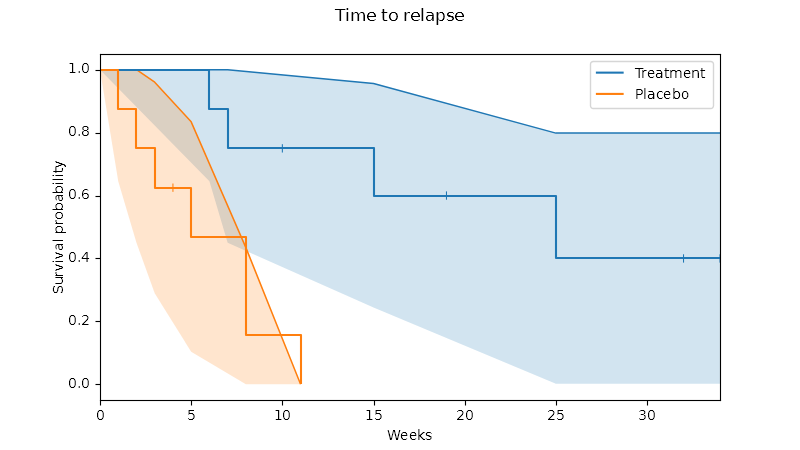 Time to relapse
Treatment
Placebo
Survival probability
1.0
0.8
0.6
0.4
0.2
0.0
0 5 10 15 20 25 30
Weeks